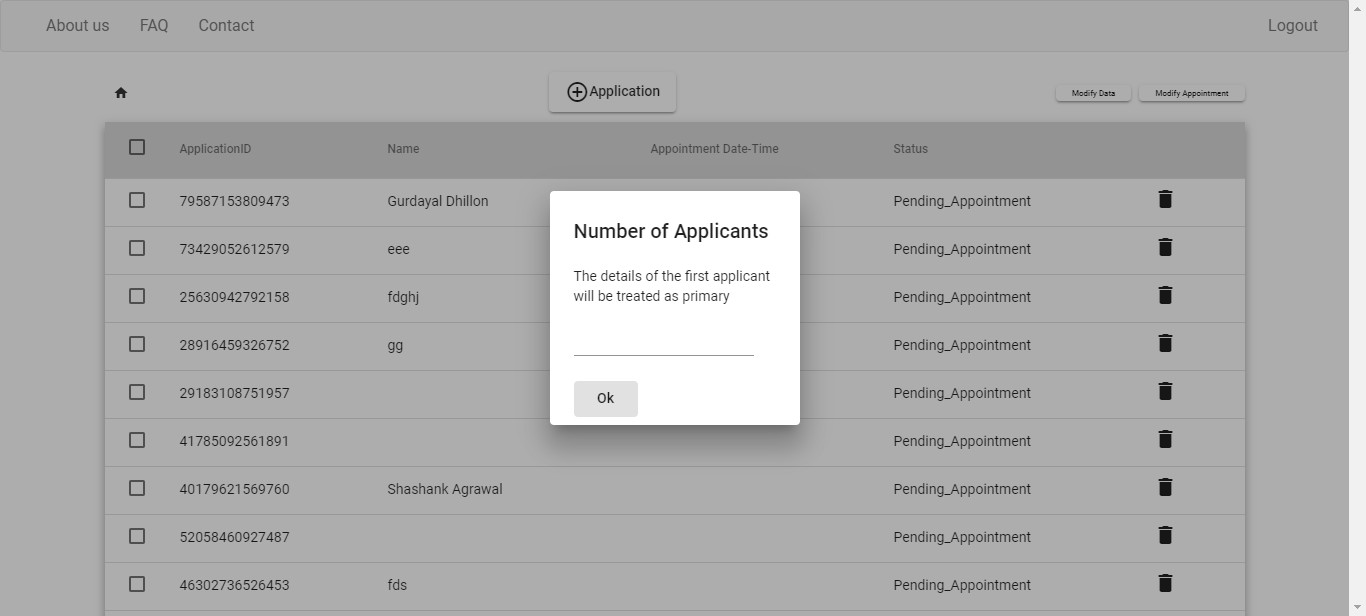 About us FAQ Contact Logout
Application Modify Data Modify Appointment
ApplicationID Name Appointment Date-Time Status
79587153809473 Gurdayal Dhillon Pending_Appointment
73429052612579 eee Pending_Appointment
25630942792158 fdghj Pending_Appointment
28916459326752 gg Pending_Appointment
29183108751957 Pending_Appointment
41785092561891 Pending_Appointment
40179621569760 Shashank Agrawal Pending_Appointment
52058460927487 Pending_Appointment
46302736526453 fds Pending_Appointment
Number of Applicants
The details of the first applicant
will be treated as primary
Ok